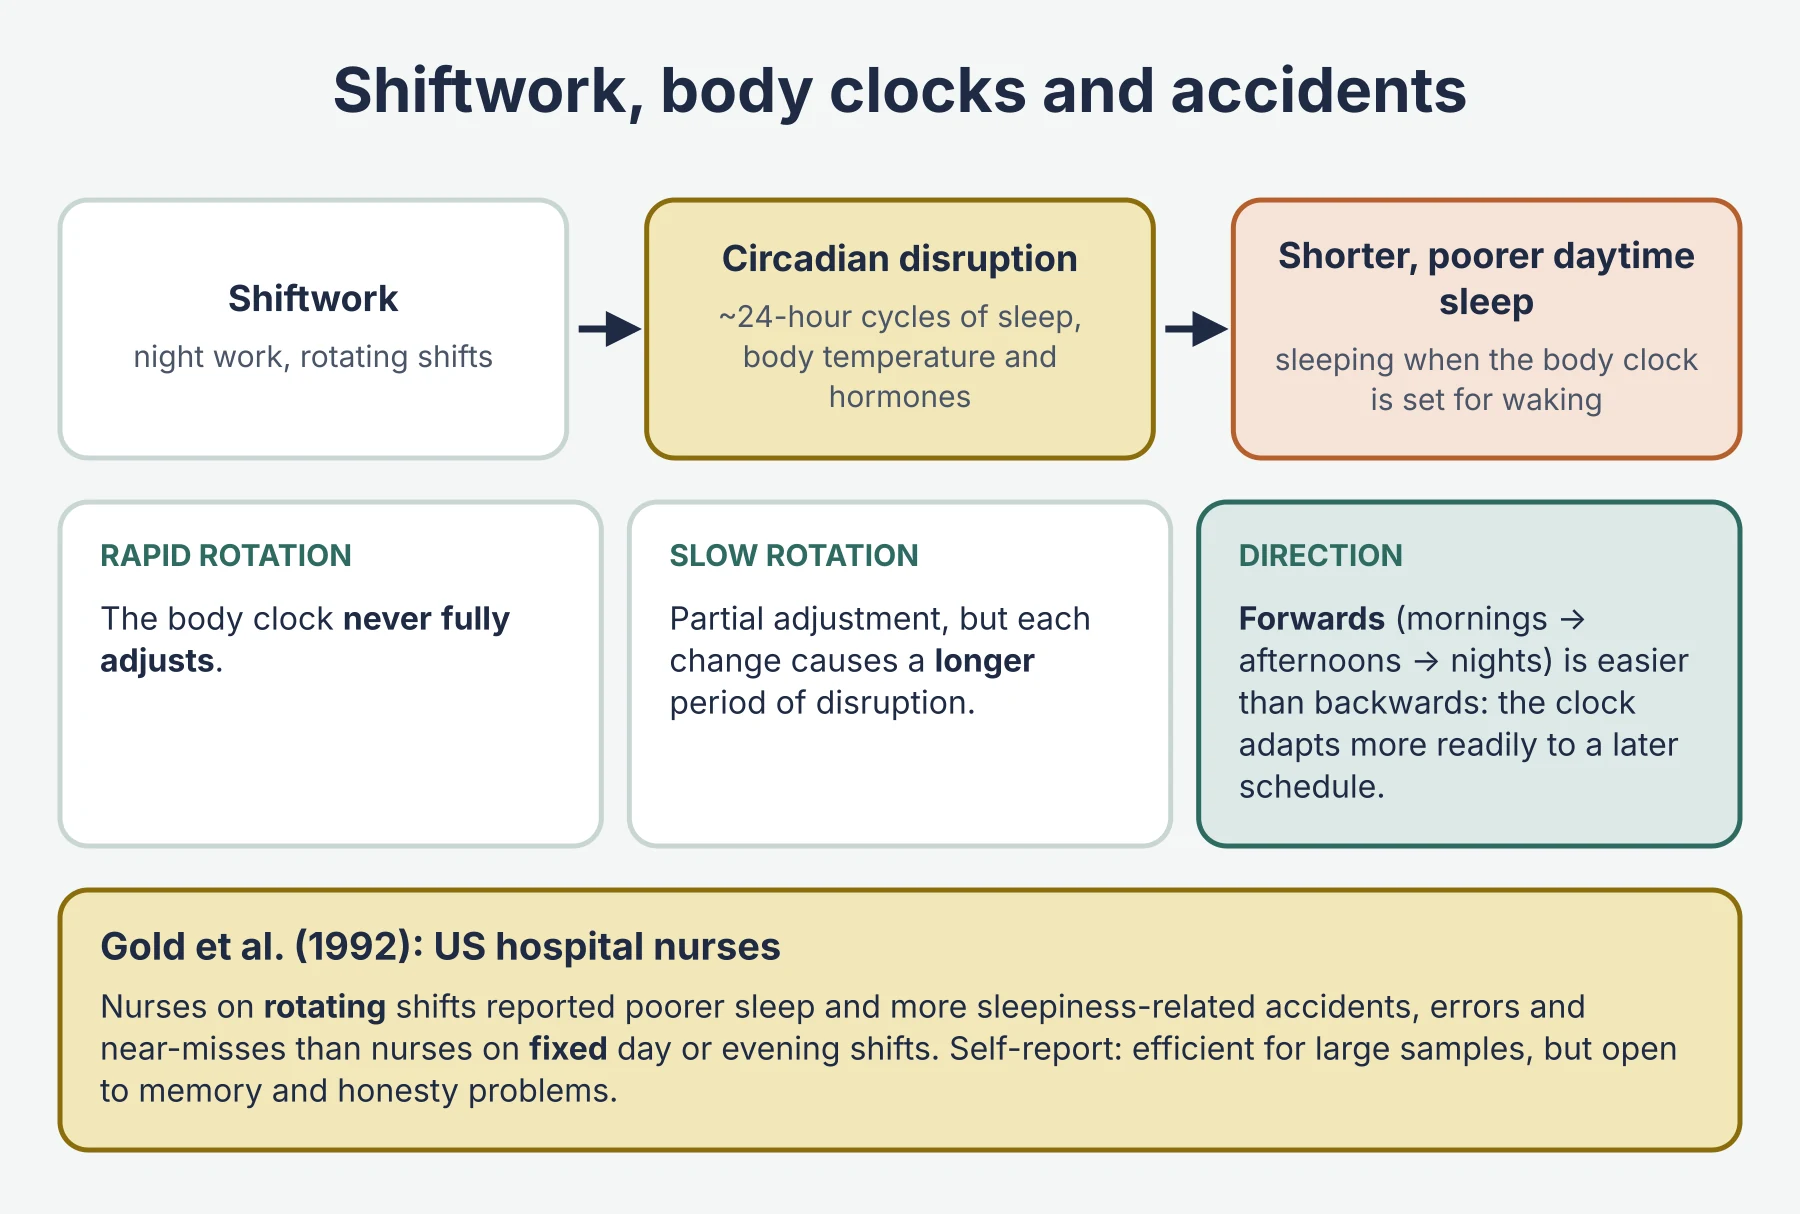 Shiftwork, body clocks and accidents
Shiftwork
night work, rotating shifts
Circadian disruption
~24-hour cycles of sleep,
body temperature and
hormones
Shorter, poorer daytime
sleep
sleeping when the body clock
is set for waking
RAPID ROTATION
The body clock never fully
adjusts.
SLOW ROTATION
Partial adjustment, but each
change causes a longer
period of disruption.
DIRECTION
Forwards (mornings →
afternoons → nights) is easier
than backwards: the clock
adapts more readily to a later
schedule.
Gold et al. (1992): US hospital nurses
Nurses on rotating shifts reported poorer sleep and more sleepiness-related accidents, errors and
near-misses than nurses on fixed day or evening shifts. Self-report: efficient for large samples, but open
to memory and honesty problems.